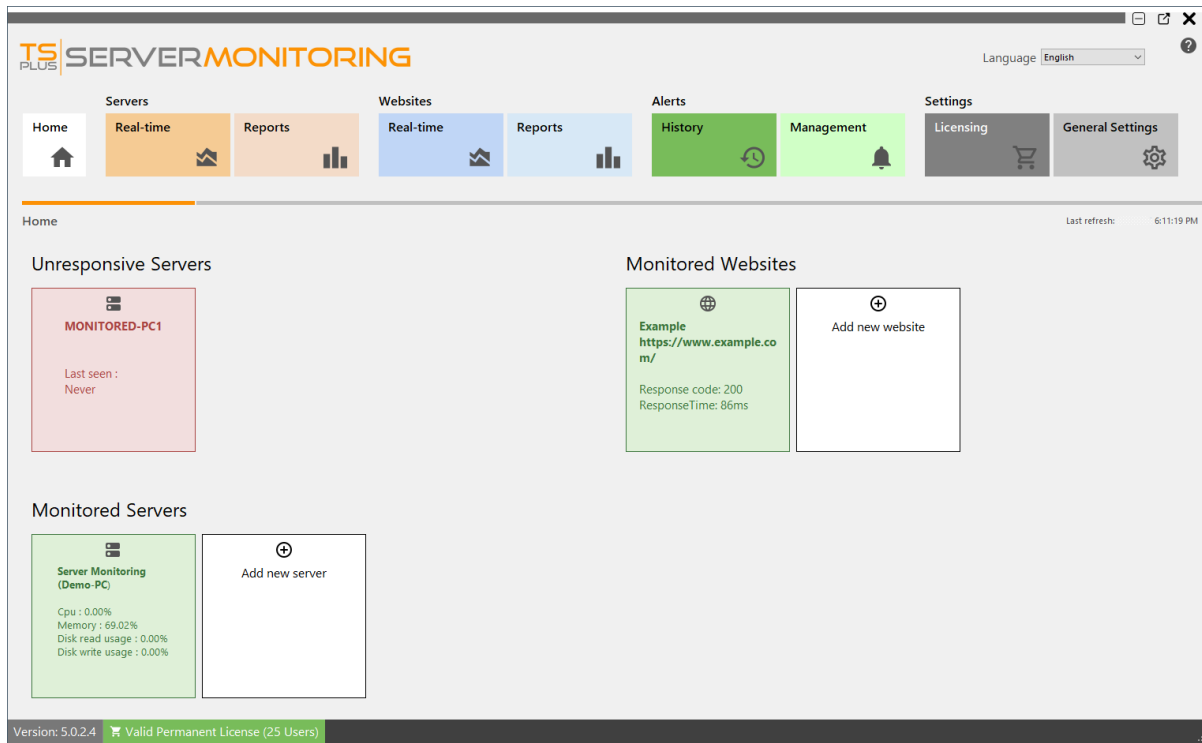 TS PLUS SERVERMONITORING
Language English
Servers
Websites
Alerts
Settings
Home
Real-time
Reports
Real-time
Reports
History
Management
Licensing
General Settings
Home
Last refresh: 6:11:19 PM
Unresponsive Servers
MONITORED-PC1
Last seen :
Never
Monitored Websites
Example
https://www.example.co
m/
Response code: 200
ResponseTime: 86ms
Add new website
Monitored Servers
Server Monitoring
(Demo-PC)
Cpu : 0.00%
Memory : 69.02%
Disk read usage : 0.00%
Disk write usage : 0.00%
Add new server
Version: 5.0.2.4
Valid Permanent License (25 Users)